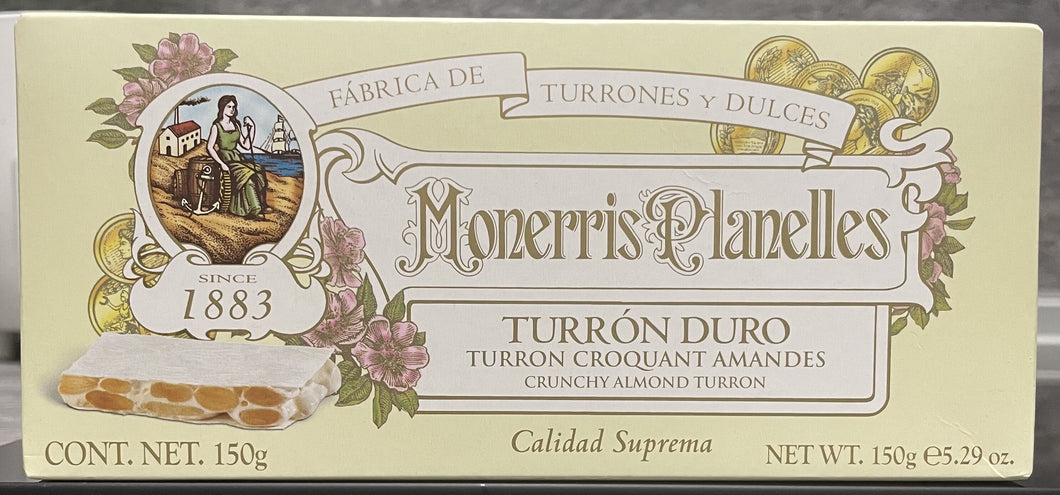 FÁBRICA DE TURRONES Y DULCES
Monerris Planelles
SINCE
1883
TURRÓN DURO
TURRON CROQUANT AMANDES
CRUNCHY ALMOND TURRON
Calidad Suprema
CONT. NET. 150g
NET WT. 150g ℮5.29 oz.